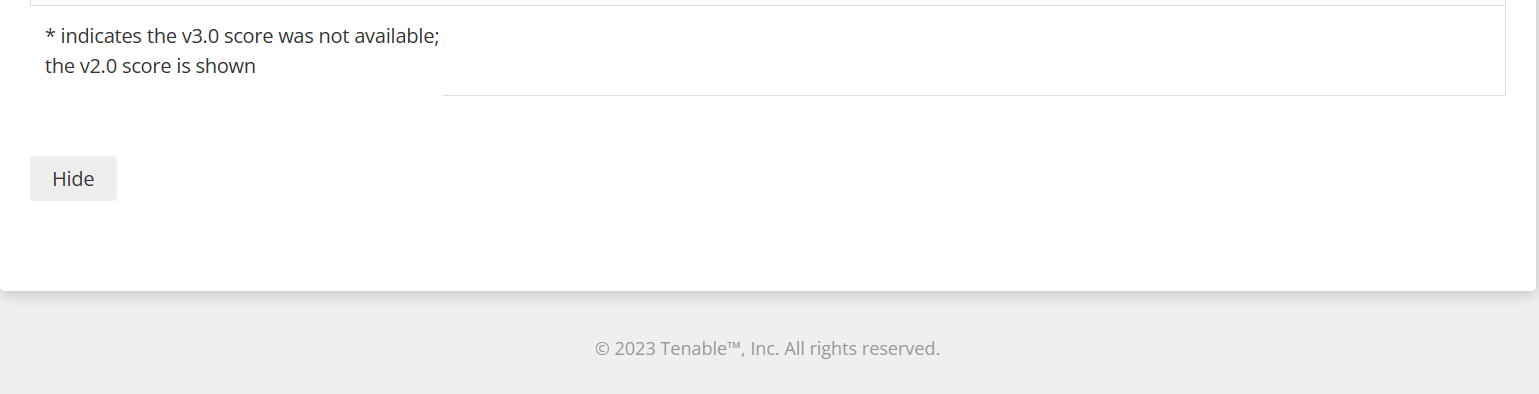 * indicates the v3.0 score was not available;
the v2.0 score is shown
Hide
© 2023 Tenable™, Inc. All rights reserved.